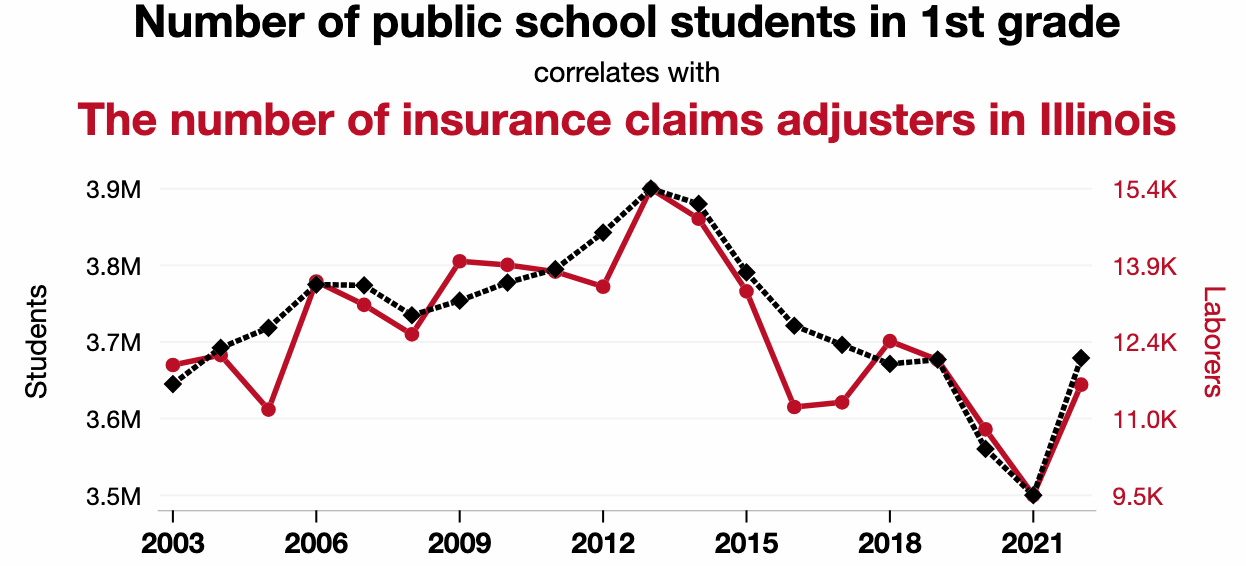 Number of public school students in 1st grade
correlates with
The number of insurance claims adjusters in Illinois
3.9M
3.8M
3.7M
3.6M
3.5M
Students
15.4K
13.9K
12.4K
11.0K
9.5K
Laborers
2003 2006 2009 2012 2015 2018 2021